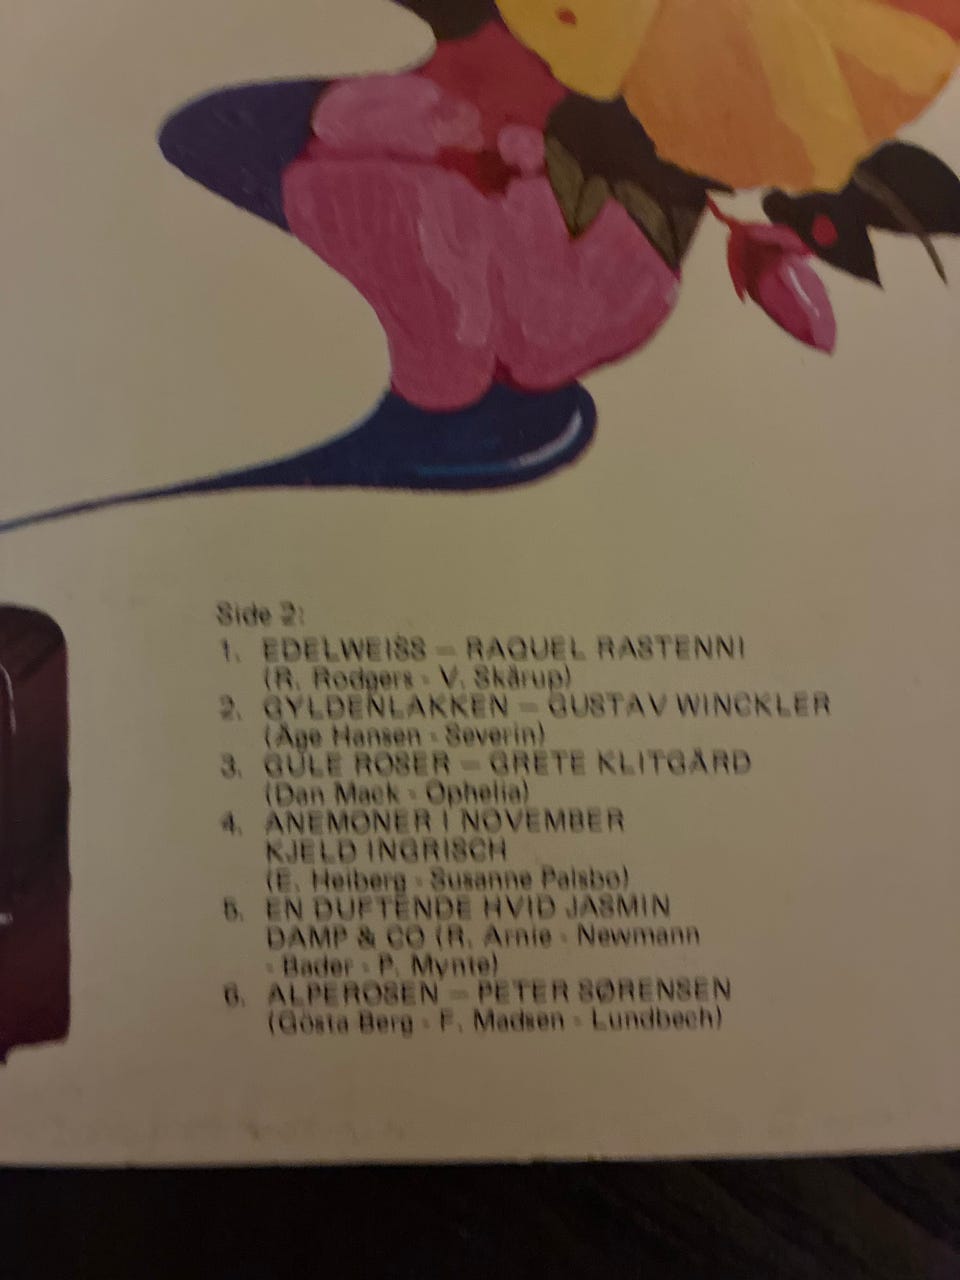 Side 2:
1. EDELWEISS – RAQUEL RASTENNI
(R. Rodgers - V. Skårup)
2. GYLDENLAKKEN – GUSTAV WINCKLER
(Åge Hansen - Severin)
3. GULE ROSER – GRETE KLITGÅRD
(Dan Mack - Ophelia)
4. ANEMONER I NOVEMBER
KJELD INGRISCH
(E. Heiberg - Susanne Palsbo)
5. EN DUFTENDE HVID JASMIN
DAMP & CO (R. Arnie - Newmann
- Bader - P. Mynte)
6. ALPEROSEN – PETER SØRENSEN
(Gösta Berg - F. Madsen - Lundbech)